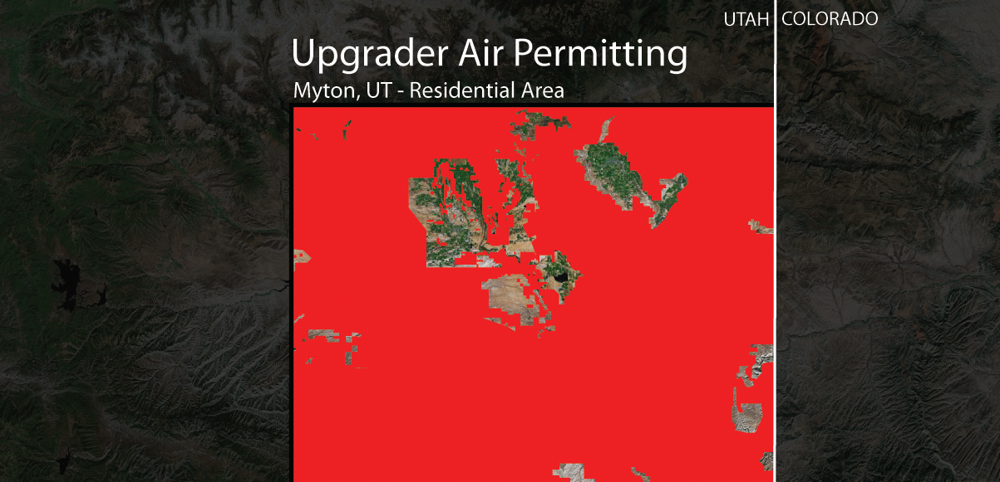 UTAH COLORADO
Upgrader Air Permitting
Myton, UT - Residential Area